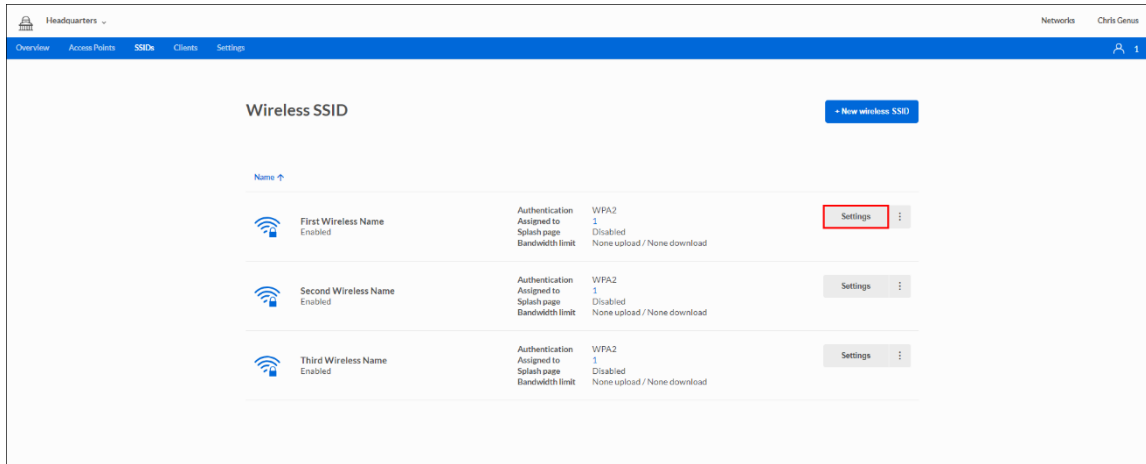 Headquarters
Networks Chris Genus
Overview Access Points SSIDs Clients Settings 1
Wireless SSID
+ New wireless SSID
Name ↑
First Wireless Name
Enabled
Authentication WPA2
Assigned to 1
Splash page Disabled
Bandwidth limit None upload / None download
Settings
Second Wireless Name
Enabled
Authentication WPA2
Assigned to 1
Splash page Disabled
Bandwidth limit None upload / None download
Settings
Third Wireless Name
Enabled
Authentication WPA2
Assigned to 1
Splash page Disabled
Bandwidth limit None upload / None download
Settings